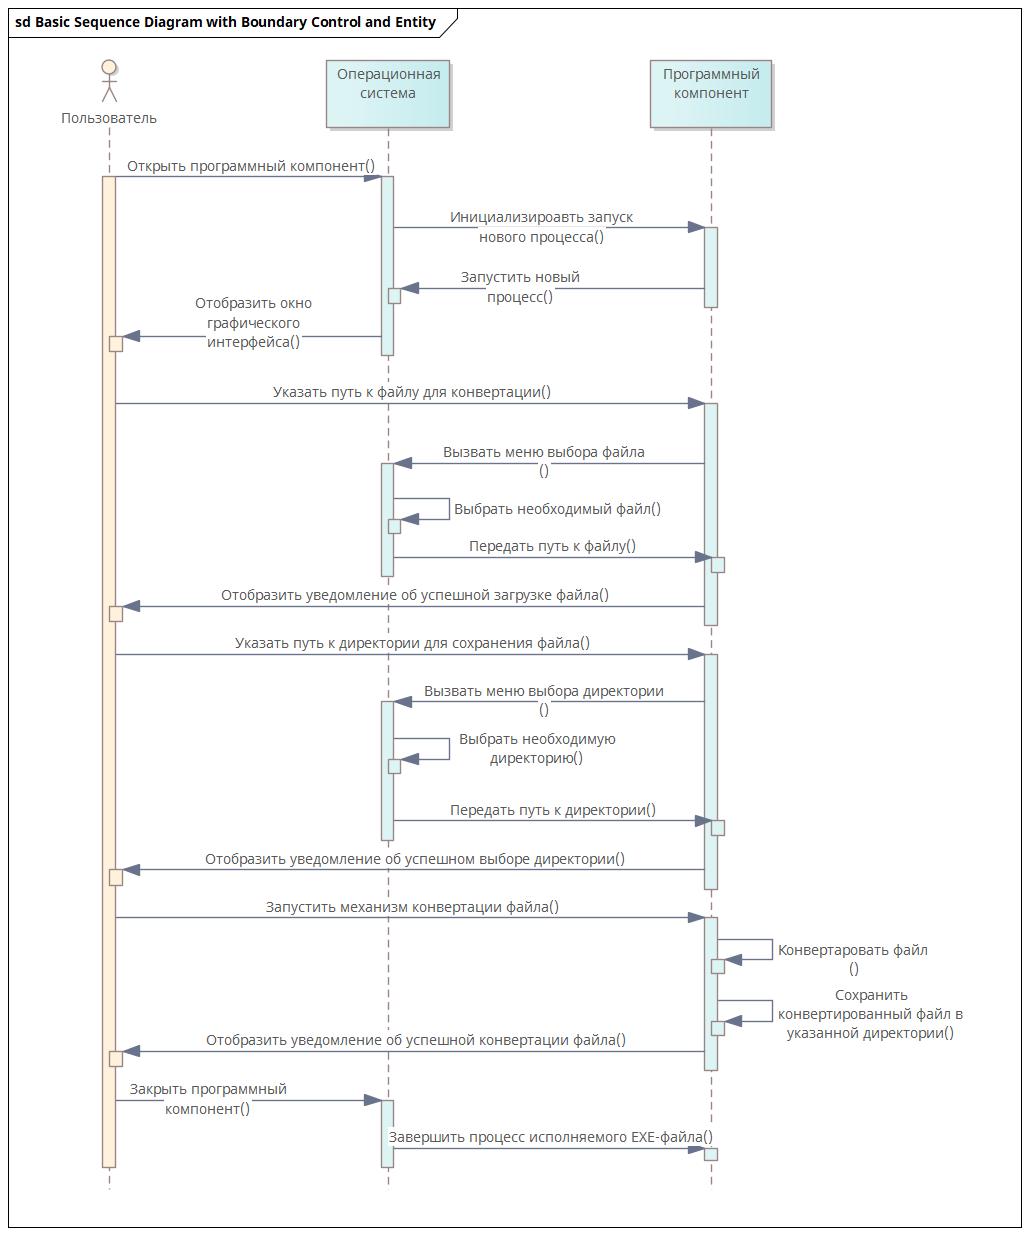 sd Basic Sequence Diagram with Boundary Control and Entity
Пользователь
Операционная
система
Программный
компонент
Открыть программный компонент()
Инициализироавть запуск
нового процесса()
Запустить новый
процесс()
Отобразить окно
графического
интерфейса()
Указать путь к файлу для конвертации()
Вызвать меню выбора файла
()
Выбрать необходимый файл()
Передать путь к файлу()
Отобразить уведомление об успешной загрузке файла()
Указать путь к директории для сохранения файла()
Вызвать меню выбора директории
()
Выбрать необходимую
директорию()
Передать путь к директории()
Отобразить уведомление об успешном выборе директории()
Запустить механизм конвертации файла()
Конвертаровать файл
()
Сохранить
конвертированный файл в
указанной директории()
Отобразить уведомление об успешной конвертации файла()
Закрыть программный
компонент()
Завершить процесс исполняемого EXE-файла()